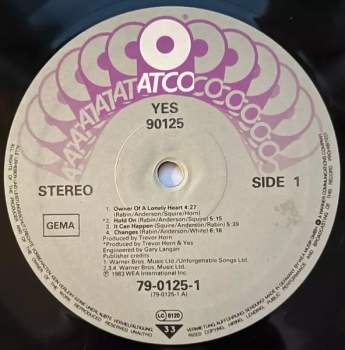 ATCO
YES
90125
STEREO
SIDE 1
GEMA
1. Owner Of A Lonely Heart 4:27
(Rabin/Anderson/Squire/Horn)
*2. Hold On (Rabin/Anderson/Squire) 5:15
3. It Can Happen (Squire/Anderson/Rabin) 5:39
4. Changes (Rabin/Anderson/White) 6:16
Produced by Trevor Horn
*Produced by Trevor Horn & Yes
Engineered by Gary Langan
Publisher credits:
1. Warner Bros. Music Ltd./Unforgettable Songs Ltd.
2.3.4. Warner Bros. Music Ltd.
℗ 1983 WEA International Inc.
79-0125-1
(79-0125-1 A)
LC 0120
33